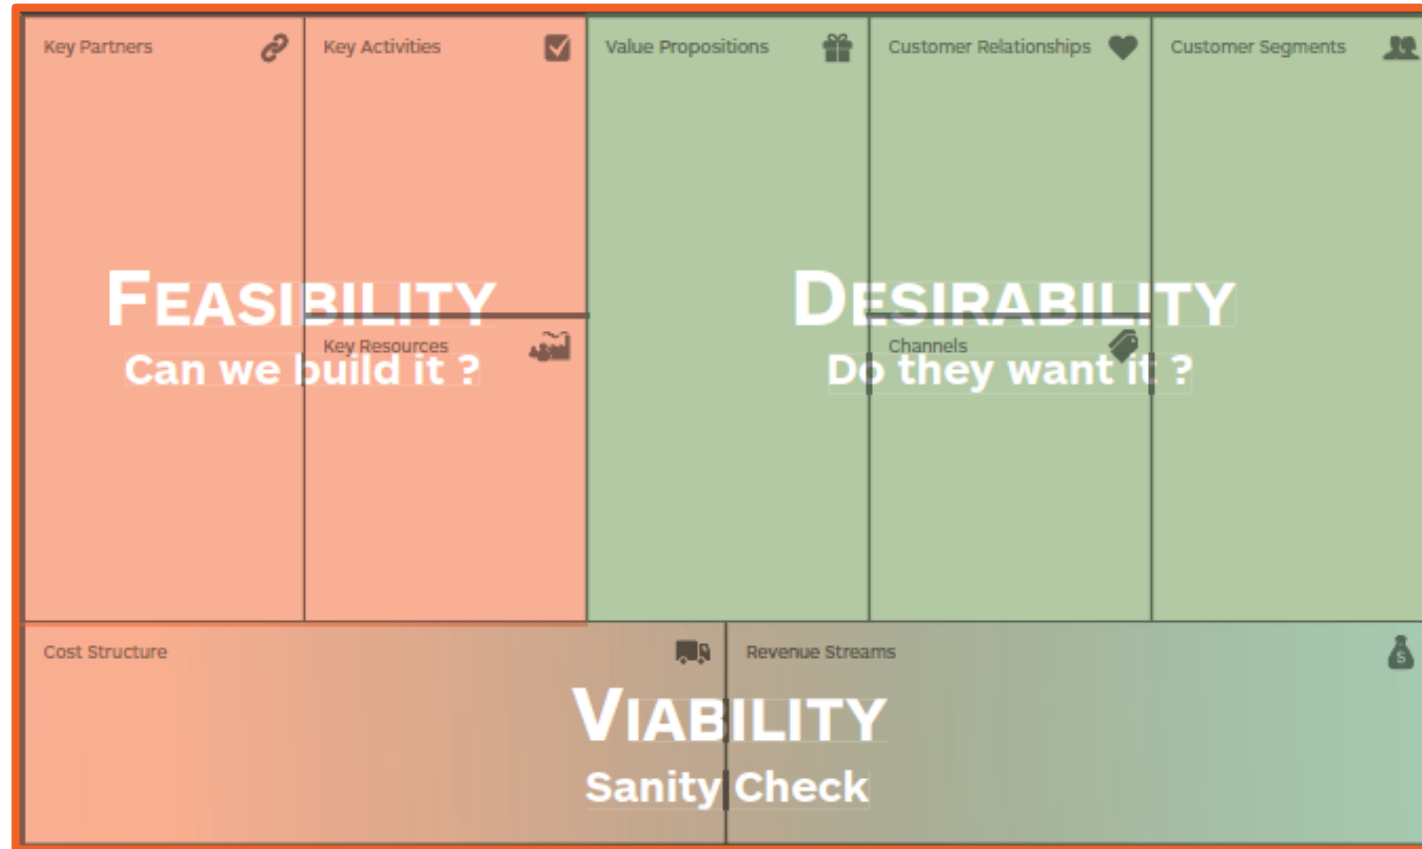 Key Partners
Key Activities
Value Propositions
Customer Relationships
Customer Segments
FEASIBILITY
Can we build it ?
Key Resources
DESIRABILITY
Do they want it ?
Channels
Cost Structure
Revenue Streams
$
VIABILITY
Sanity Check